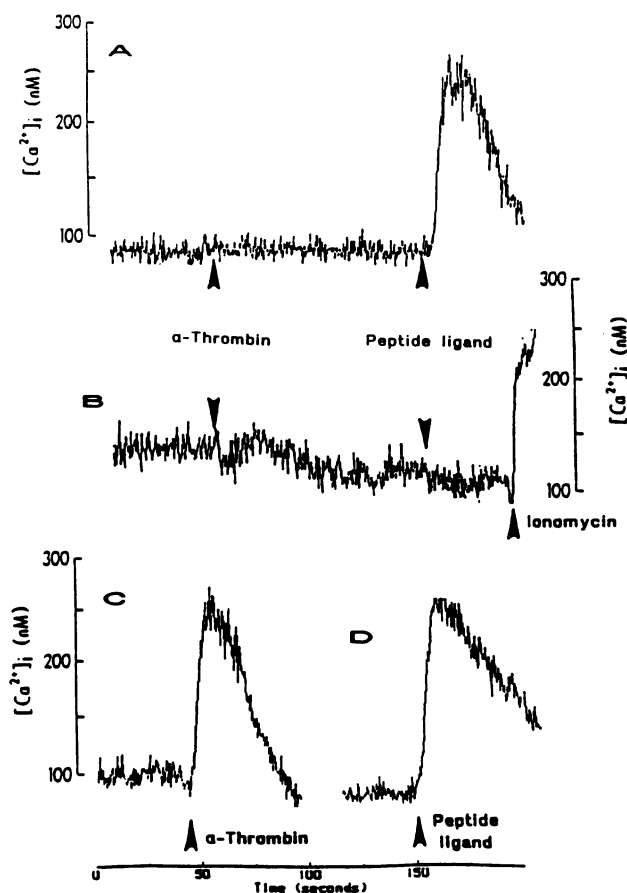 300
A
[Ca²⁺]ᵢ (nM)
200
100
α-Thrombin
Peptide ligand
300
[Ca²⁺]ᵢ (nM)
200
100
B
Ionomycin
300
C
D
[Ca²⁺]ᵢ (nM)
200
100
α-Thrombin
Peptide
ligand
0
50
100
150
Time (seconds)